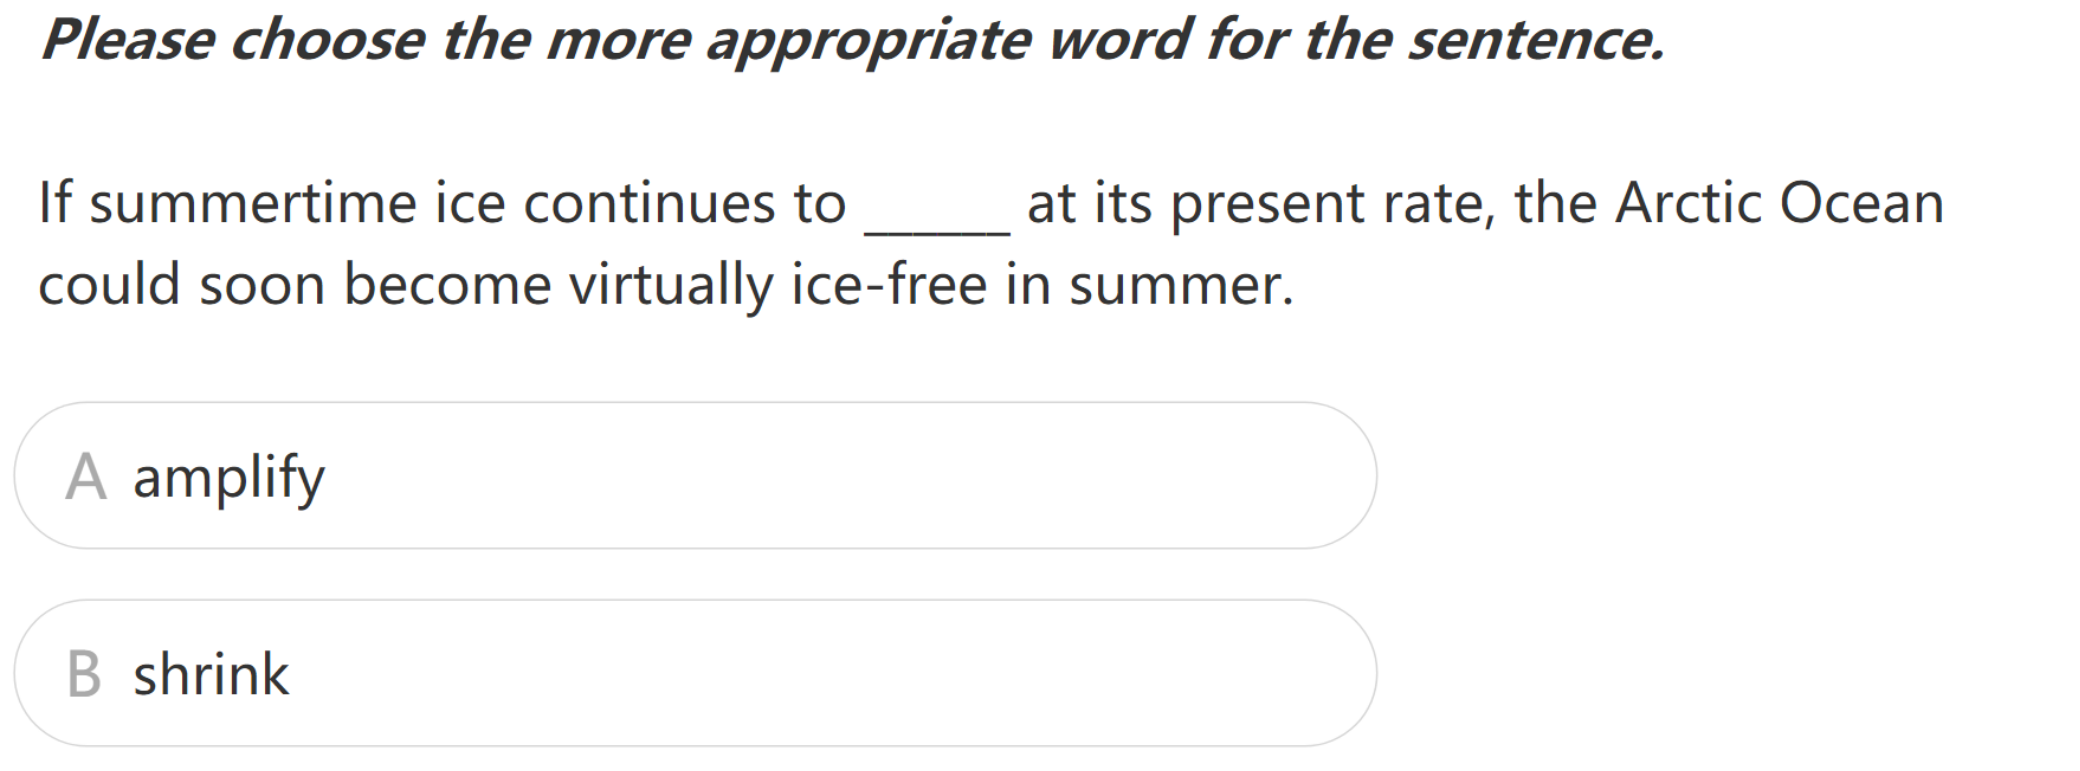 Please choose the more appropriate word for the sentence.
If summertime ice continues to ______ at its present rate, the Arctic Ocean
could soon become virtually ice-free in summer.
A amplify
B shrink